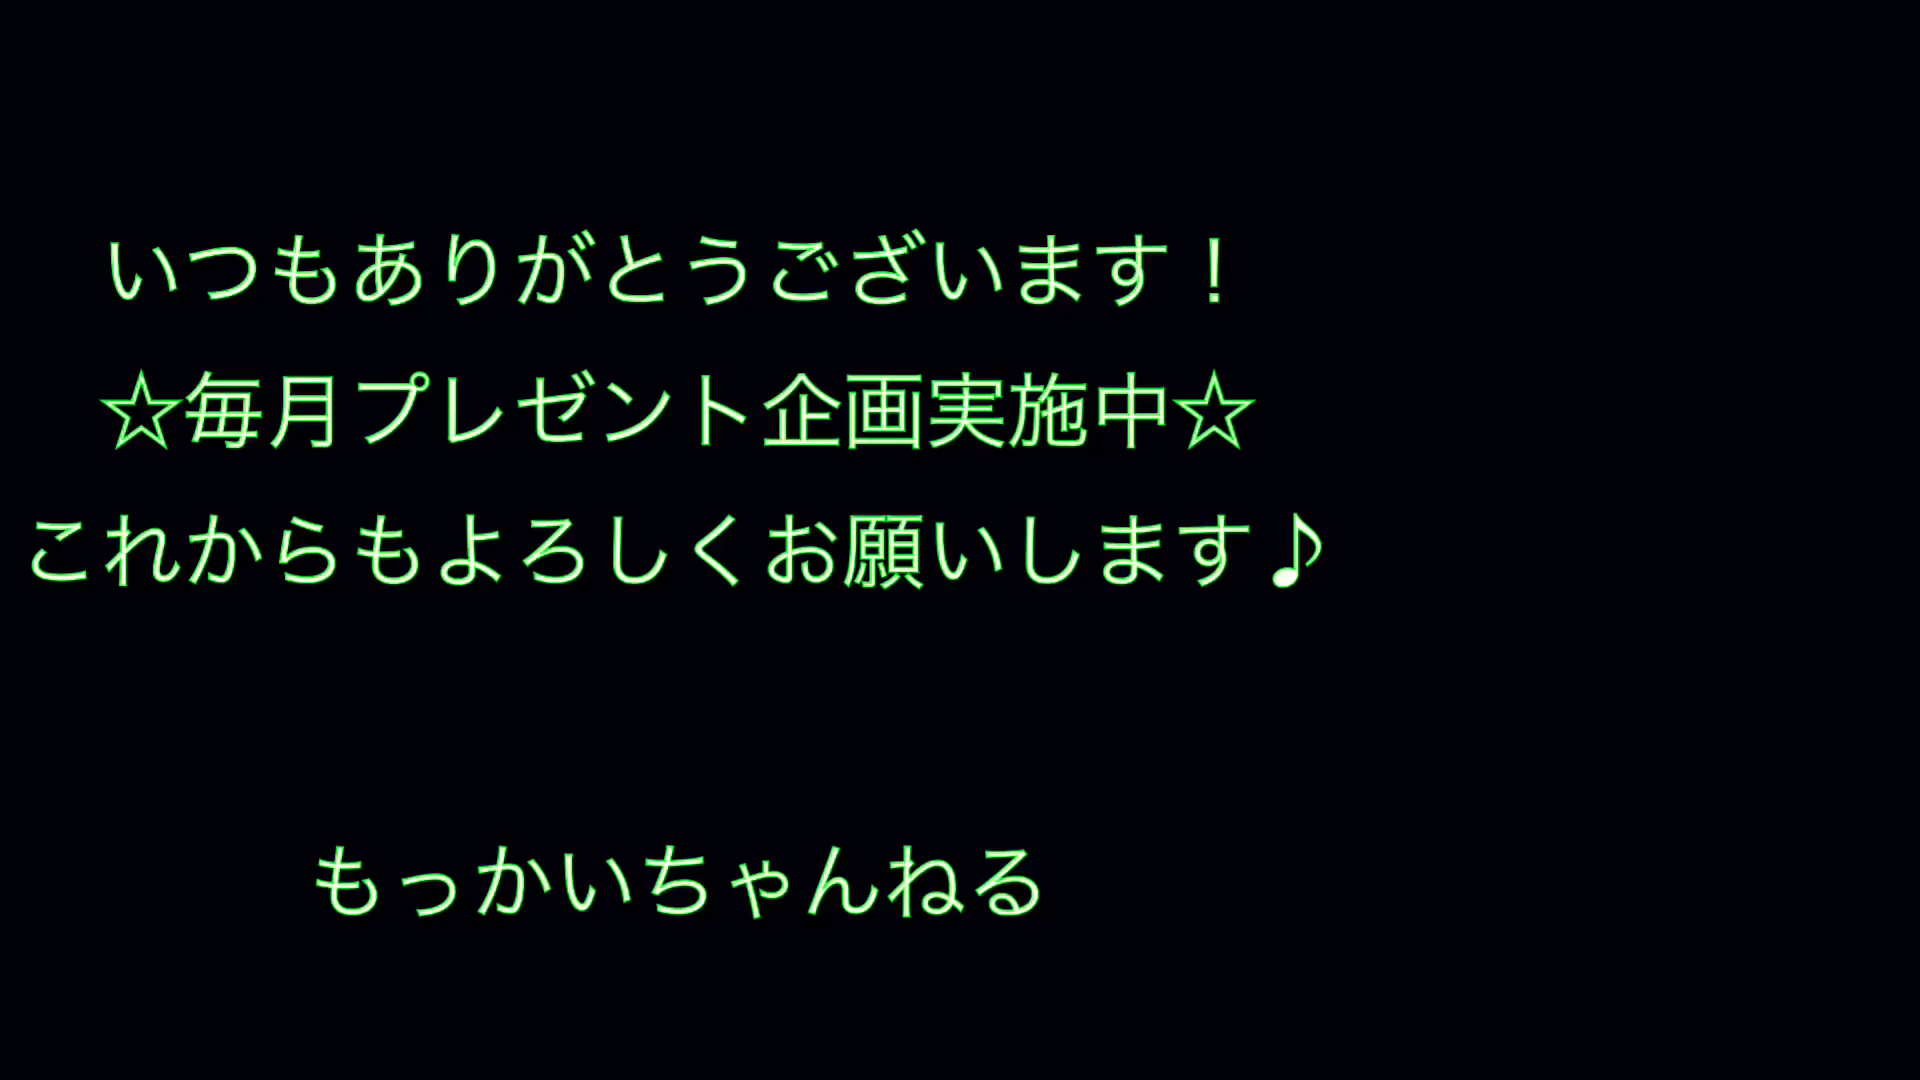 いつもありがとうございます！
☆毎月プレゼント企画実施中☆
これからもよろしくお願いします♪
もっかいちゃんねる